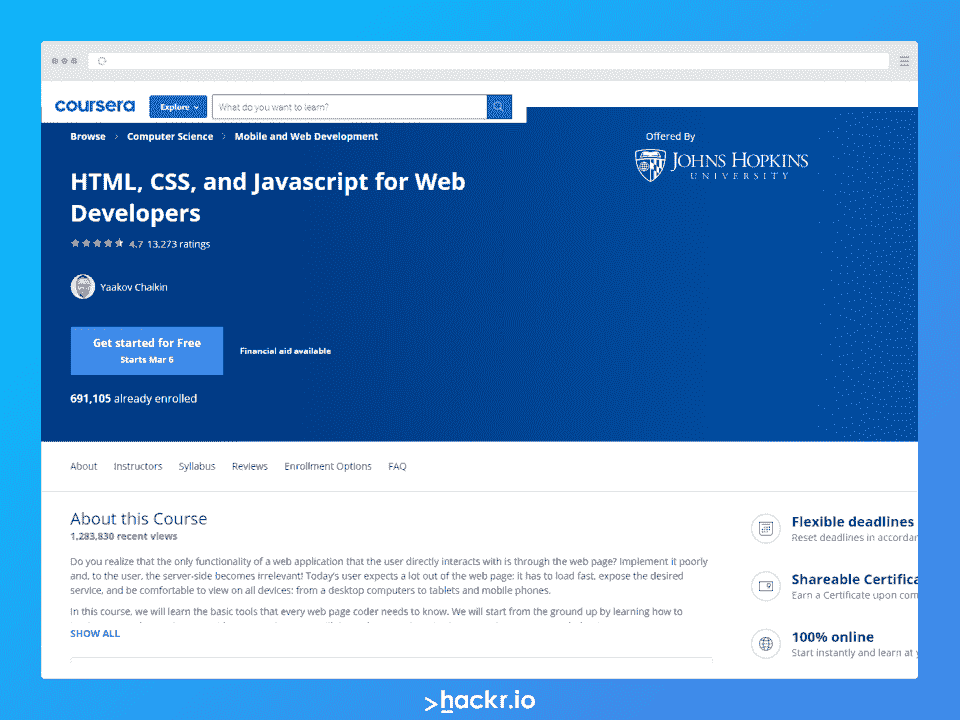 coursera
Explore
What do you want to learn?
Browse > Computer Science > Mobile and Web Development
Offered By
JOHNS HOPKINS
UNIVERSITY
HTML, CSS, and Javascript for Web
Developers
4.7 13,273 ratings
Yaakov Chaikin
Get started for Free
Starts Mar 6
Financial aid available
691,105 already enrolled
About
Instructors
Syllabus
Reviews
Enrollment Options
FAQ
About this Course
1,283,830 recent views
Do you realize that the only functionality of a web application that the user directly interacts with is through the web page? Implement it poorly
and, to the user, the server-side becomes irrelevant! Today's user expects a lot out of the web page: it has to load fast, expose the desired
service, and be comfortable to view on all devices: from a desktop computers to tablets and mobile phones.
In this course, we will learn the basic tools that every web page coder needs to know. We will start from the ground up by learning how to
SHOW ALL
Flexible deadlines
Reset deadlines in accordan
Shareable Certifica
Earn a Certificate upon com
100% online
Start instantly and learn at
>hackr.io